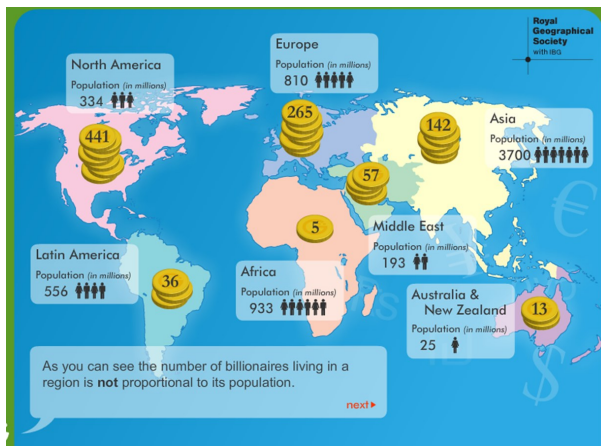 Royal
Geographical
Society
with IBG
North America
Population (in millions)
334
441
Europe
Population (in millions)
810
265
142
Asia
Population (in millions)
3700
57
Middle East
Population (in millions)
193
5
Africa
Population (in millions)
933
Latin America
Population (in millions)
556
36
Australia &
New Zealand
Population (in millions)
25
13
As you can see the number of billionaires living in a
region is not proportional to its population.
next
€
$